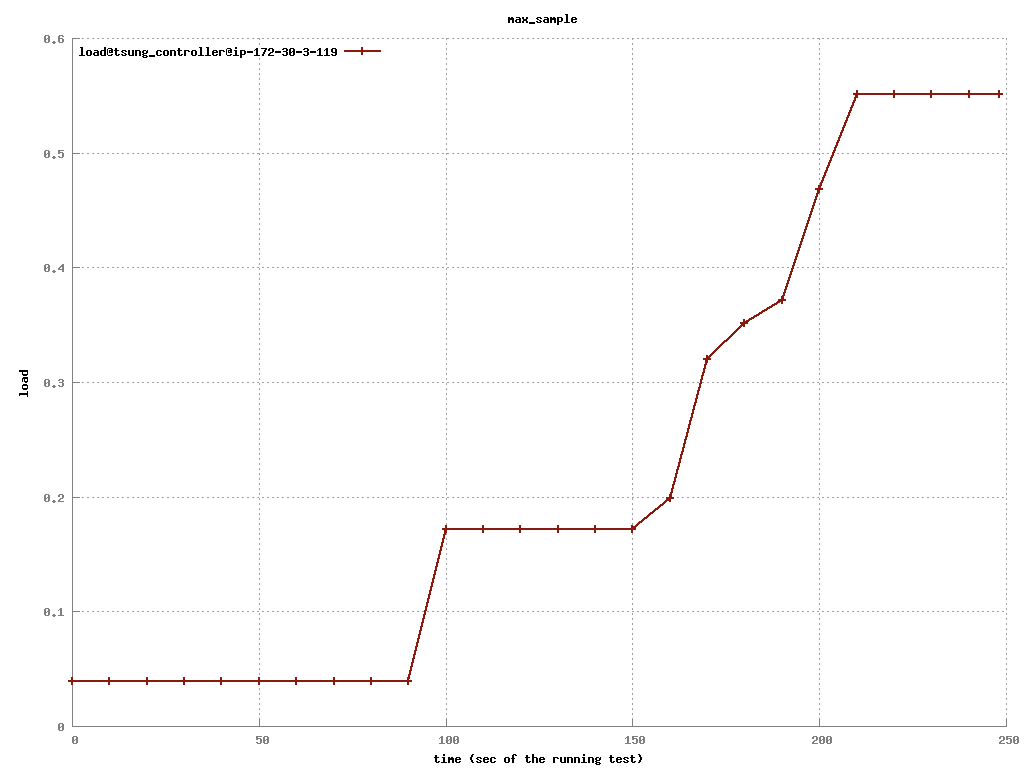 max_sample
load@tsung_controller@ip-172-30-3-119
0.6
0.5
0.4
0.3
0.2
0.1
0
load
0 50 100 150 200 250
time (sec of the running test)